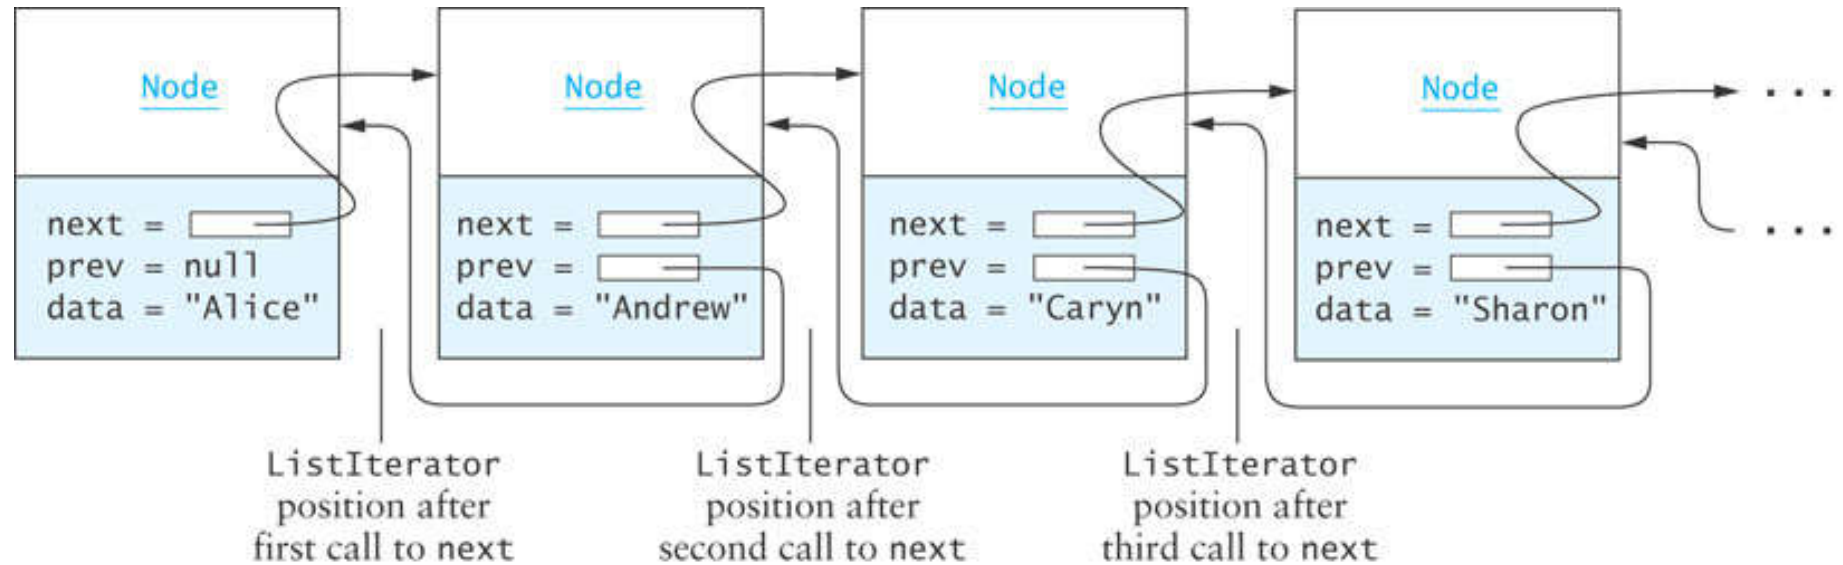 Node
next =
prev = null
data = "Alice"
Node
next =
prev =
data = "Andrew"
Node
next =
prev =
data = "Caryn"
Node
next =
prev =
data = "Sharon"
...
...
ListIterator
position after
first call to next
ListIterator
position after
second call to next
ListIterator
position after
third call to next